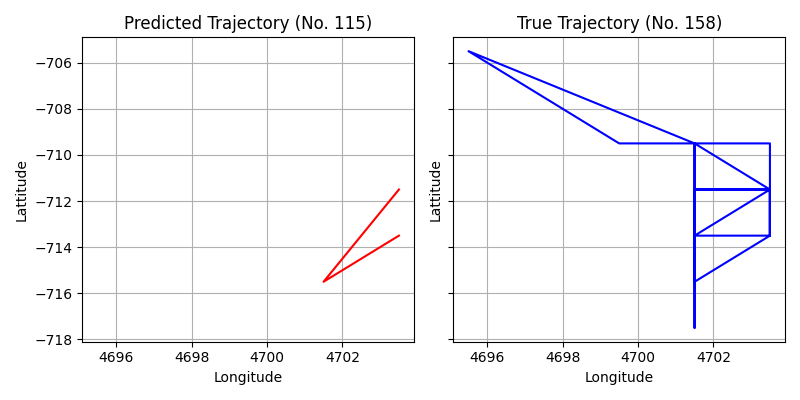 Predicted Trajectory (No. 115)
True Trajectory (No. 158)
−706
−708
−710
−712
−714
−716
−718
Lattitude
Lattitude
4696
4698
4700
4702
4696
4698
4700
4702
Longitude
Longitude